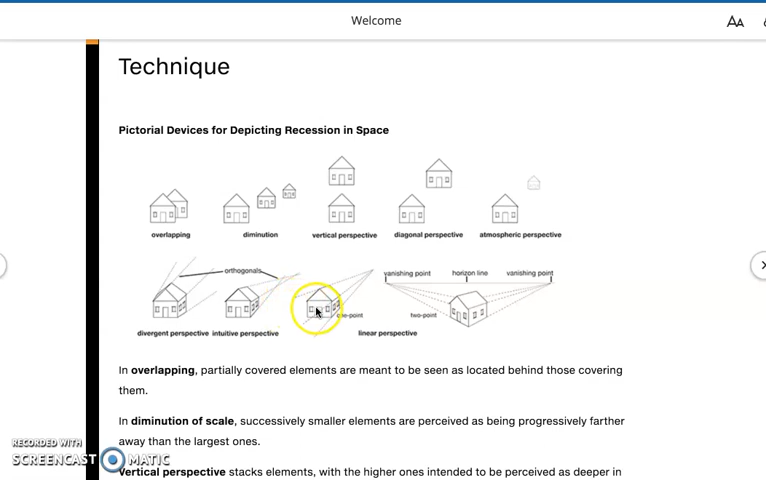 Welcome
AA
Technique
Pictorial Devices for Depicting Recession in Space
overlapping
diminution
vertical perspective
diagonal perspective
atmospheric perspective
orthogonals
vanishing point
horizon line
vanishing point
one-point
two-point
divergent perspective
intuitive perspective
linear perspective
In overlapping, partially covered elements are meant to be seen as located behind those covering
them.
In diminution of scale, successively smaller elements are perceived as being progressively farther
away than the largest ones.
RECORDED WITH
SCREENCAST MATIC
Vertical perspective stacks elements, with the higher ones intended to be perceived as deeper in